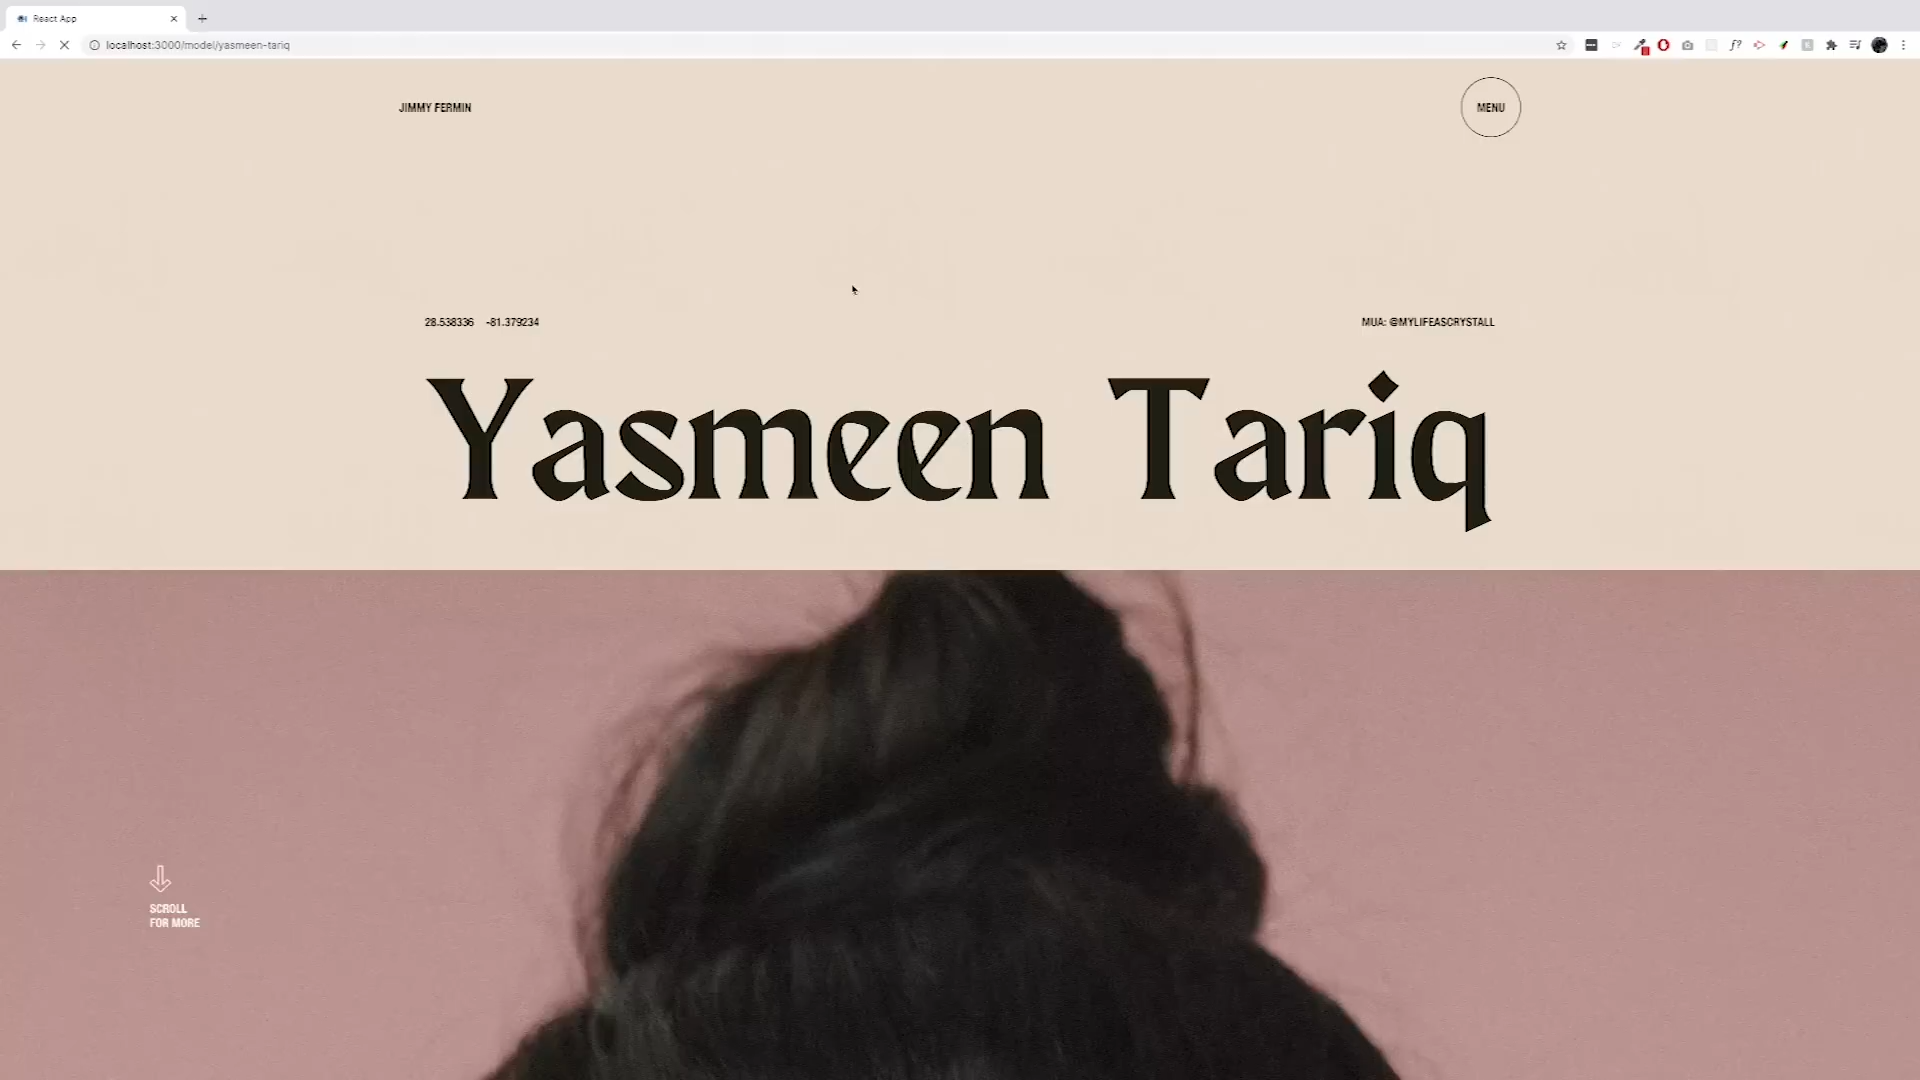 React App
localhost:3000/model/yasmeen-tariq
JIMMY FERMIN
MENU
28.538336 -81.379234
MUA: @MYLIFEASCRYSTALL
Yasmeen Tariq
SCROLL
FOR MORE